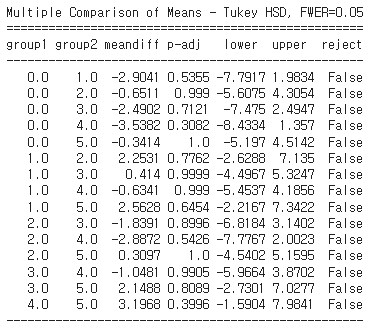 Multiple Comparison of Means - Tukey HSD, FWER=0.05
====================================================
group1 group2 meandiff p-adj lower upper reject
----------------------------------------------------
0.0 1.0 -2.9041 0.5355 -7.7917 1.9834 False
0.0 2.0 -0.6511 0.999 -5.6075 4.3054 False
0.0 3.0 -2.4902 0.7121 -7.475 2.4947 False
0.0 4.0 -3.5382 0.3082 -8.4334 1.357 False
0.0 5.0 -0.3414 1.0 -5.197 4.5142 False
1.0 2.0 2.2531 0.7762 -2.6288 7.135 False
1.0 3.0 0.414 0.9999 -4.4967 5.3247 False
1.0 4.0 -0.6341 0.999 -5.4537 4.1856 False
1.0 5.0 2.5628 0.6454 -2.2167 7.3422 False
2.0 3.0 -1.8391 0.8996 -6.8184 3.1402 False
2.0 4.0 -2.8872 0.5426 -7.7767 2.0023 False
2.0 5.0 0.3097 1.0 -4.5402 5.1595 False
3.0 4.0 -1.0481 0.9905 -5.9664 3.8702 False
3.0 5.0 2.1488 0.8089 -2.7301 7.0277 False
4.0 5.0 3.1968 0.3996 -1.5904 7.9841 False
----------------------------------------------------